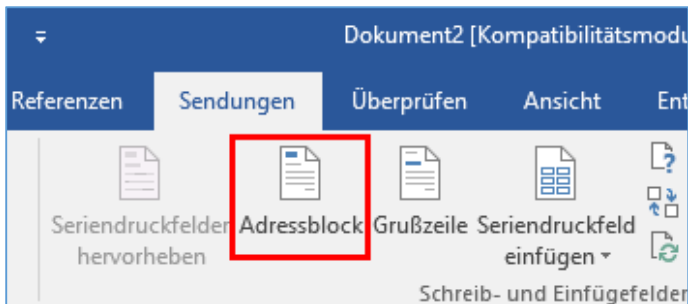 Dokument2 [Kompatibilitätsmodu
Referenzen Sendungen Überprüfen Ansicht Ent
Seriendruckfelder hervorheben
Adressblock
Grußzeile
Seriendruckfeld einfügen
Schreib- und Einfügefelder